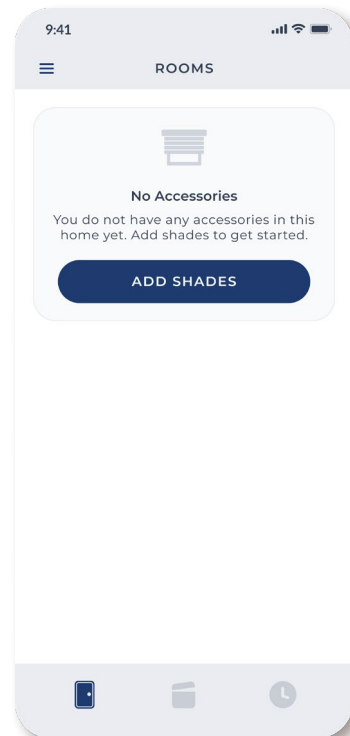 9:41
ROOMS
No Accessories
You do not have any accessories in this
home yet. Add shades to get started.
ADD SHADES